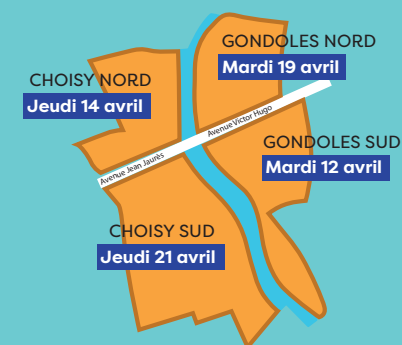 GONDOLES NORD
Mardi 19 avril
CHOISY NORD
Jeudi 14 avril
Avenue Victor Hugo
GONDOLES SUD
Mardi 12 avril
Avenue Jean Jaurès
CHOISY SUD
Jeudi 21 avril